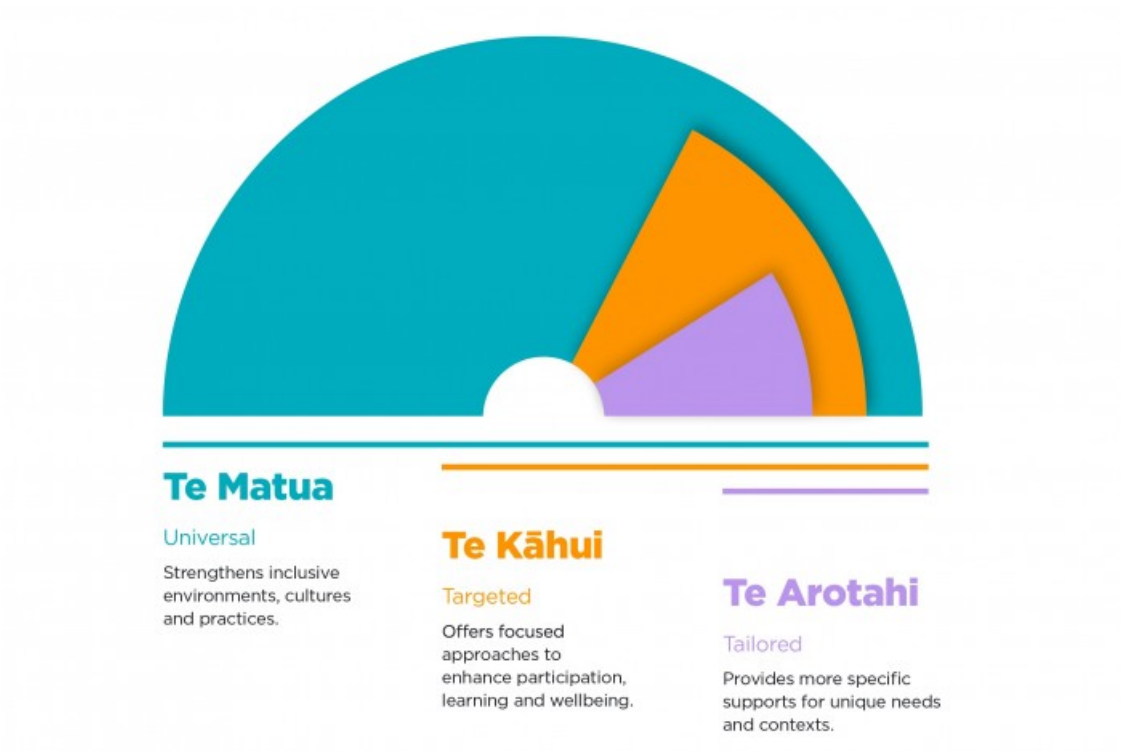 Te Matua
Universal
Strengthens inclusive
environments, cultures
and practices.
Te Kāhui
Targeted
Offers focused
approaches to
enhance participation,
learning and wellbeing.
Te Arotahi
Tailored
Provides more specific
supports for unique needs
and contexts.